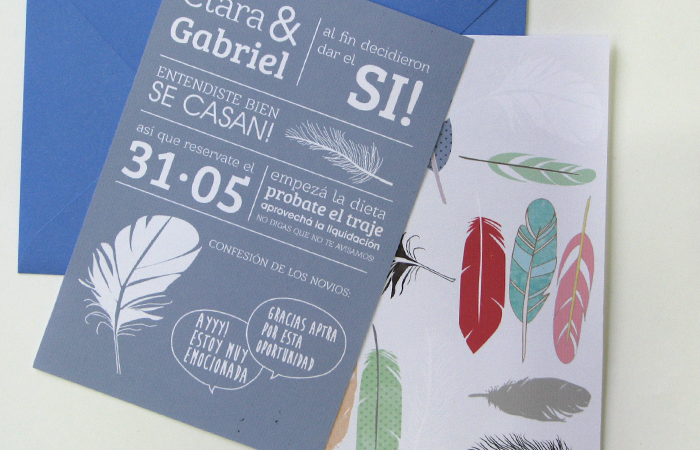 Clara &
Gabriel
al fin decidieron
dar el
SI!
ENTENDISTE BIEN
SE CASAN!
así que reservate el
31·05
empezá la dieta
probate el traje
aprovechá la liquidación
NO DIGAS QUE NO TE AVISAMOS!
CONFESIÓN DE LOS NOVIOS:
AYYY!
ESTOY MUY
EMOCIONADA
GRACIAS APTRA
POR ESTA
OPORTUNIDAD